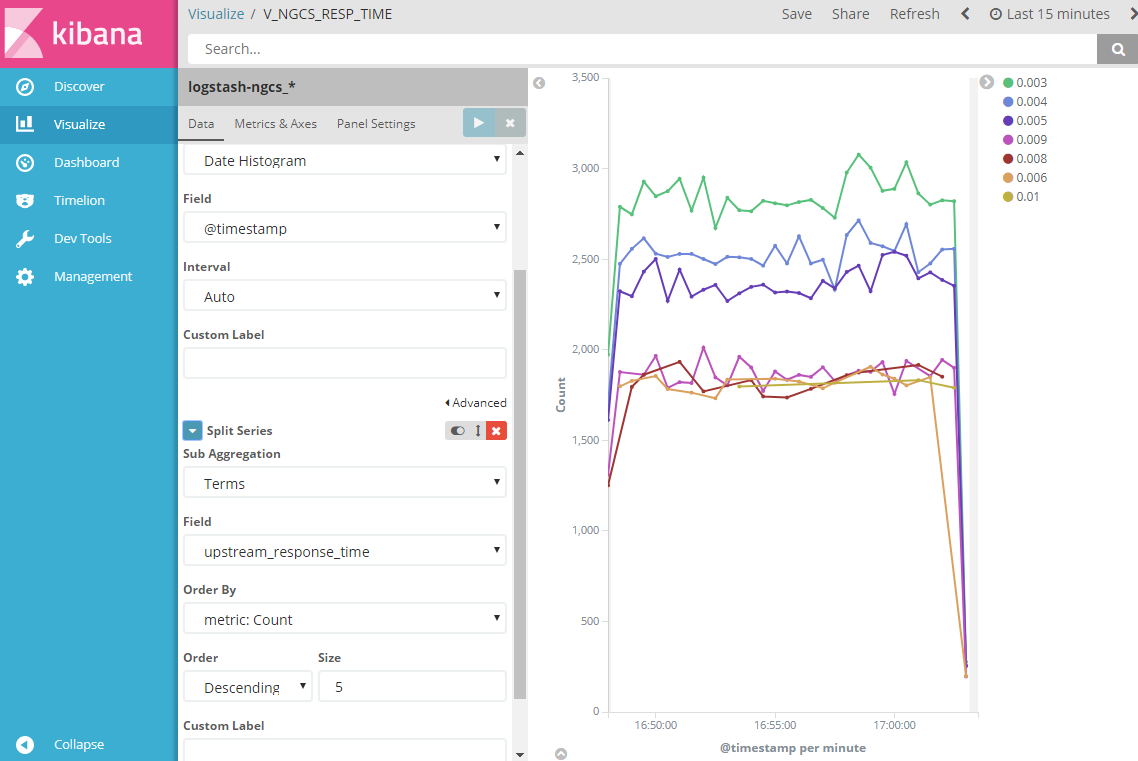 kibana
Discover
Visualize
Dashboard
Timelion
Dev Tools
Management
Collapse
Visualize / V_NGCS_RESP_TIME
Save Share Refresh Last 15 minutes
Search...
logstash-ngcs_*
Data Metrics & Axes Panel Settings
Date Histogram
Field
@timestamp
Interval
Auto
Custom Label
Advanced
Split Series
Sub Aggregation
Terms
Field
upstream_response_time
Order By
metric: Count
Order Size
Descending 5
Custom Label
3,500
3,000
2,500
2,000
1,500
1,000
500
0
Count
16:50:00 16:55:00 17:00:00
@timestamp per minute
0.003
0.004
0.005
0.009
0.008
0.006
0.01